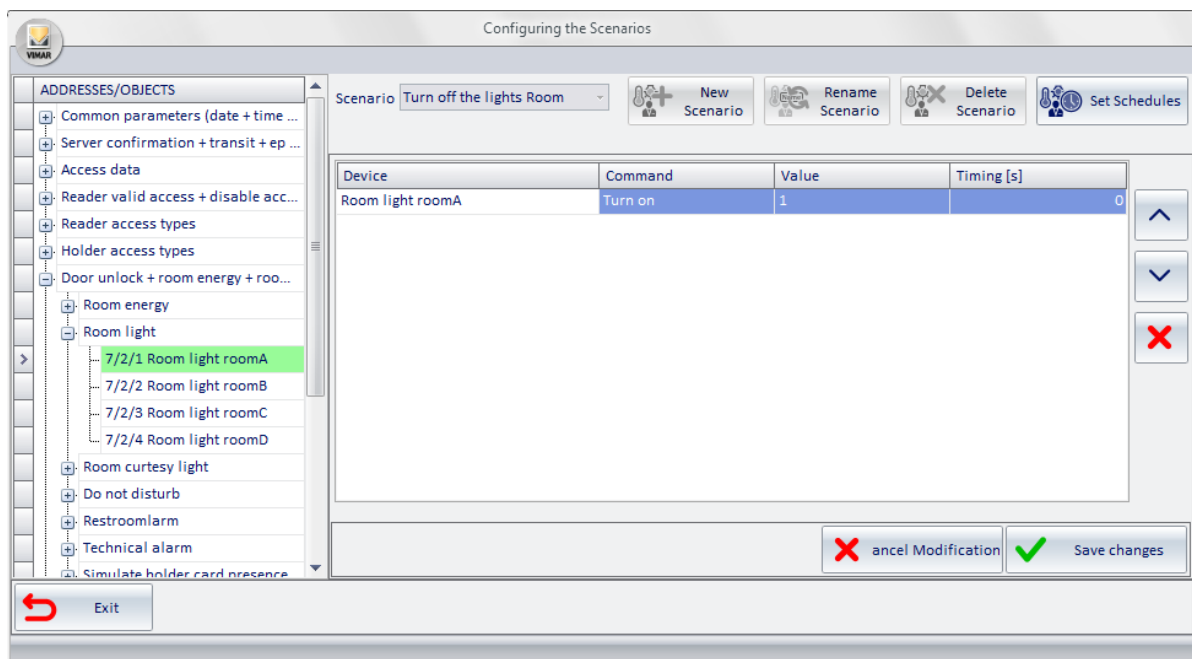 Configuring the Scenarios
VIMAR
ADDRESSES/OBJECTS
Common parameters (date + time ...
Server confirmation + transit + ep ...
Access data
Reader valid access + disable acc...
Reader access types
Holder access types
Door unlock + room energy + roo...
Room energy
Room light
7/2/1 Room light roomA
7/2/2 Room light roomB
7/2/3 Room light roomC
7/2/4 Room light roomD
Room curtesy light
Do not disturb
Restroomlarm
Technical alarm
Simulate holder card presence
Scenario Turn off the lights Room
New
Scenario
Rename
Scenario
Delete
Scenario
Set Schedules
Device Command Value Timing [s]
Room light roomA Turn on 1 0
ancel Modification
Save changes
Exit